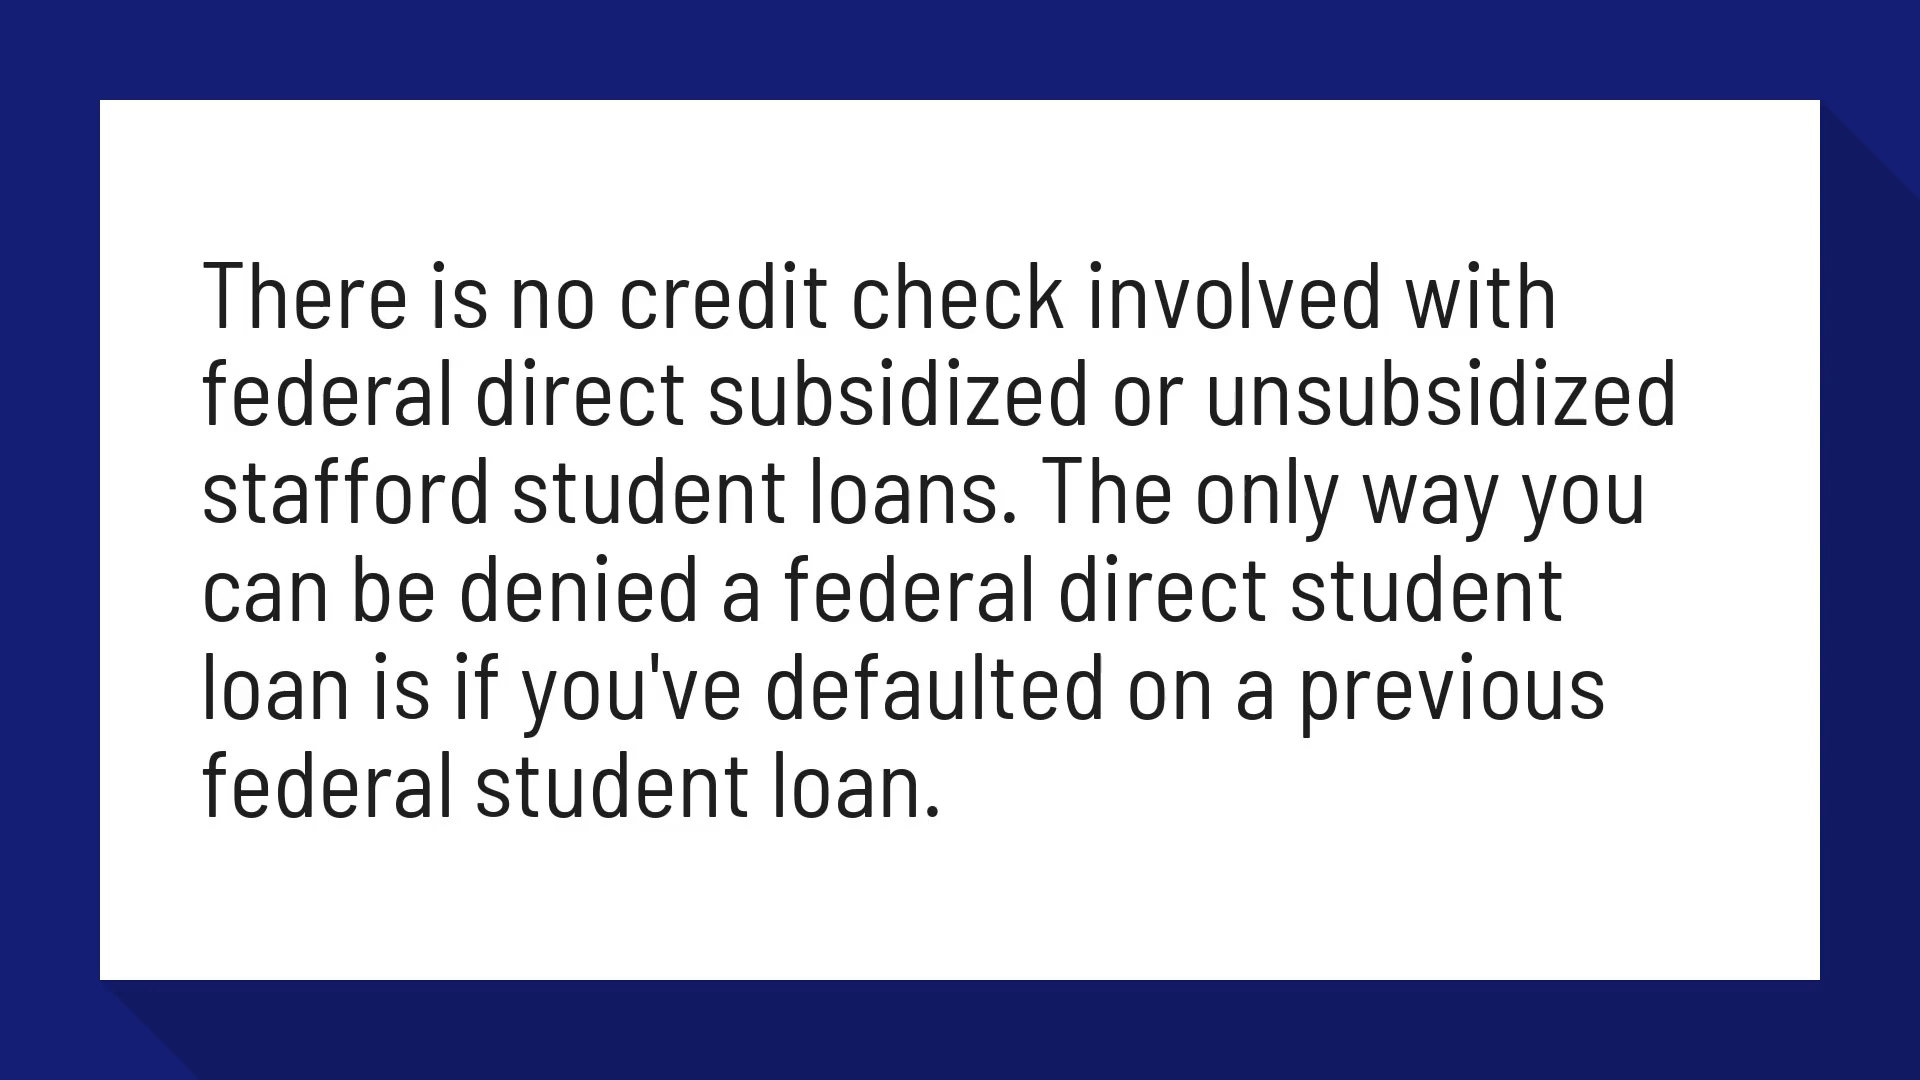 There is no credit check involved with
federal direct subsidized or unsubsidized
stafford student loans. The only way you
can be denied a federal direct student
loan is if you've defaulted on a previous
federal student loan.